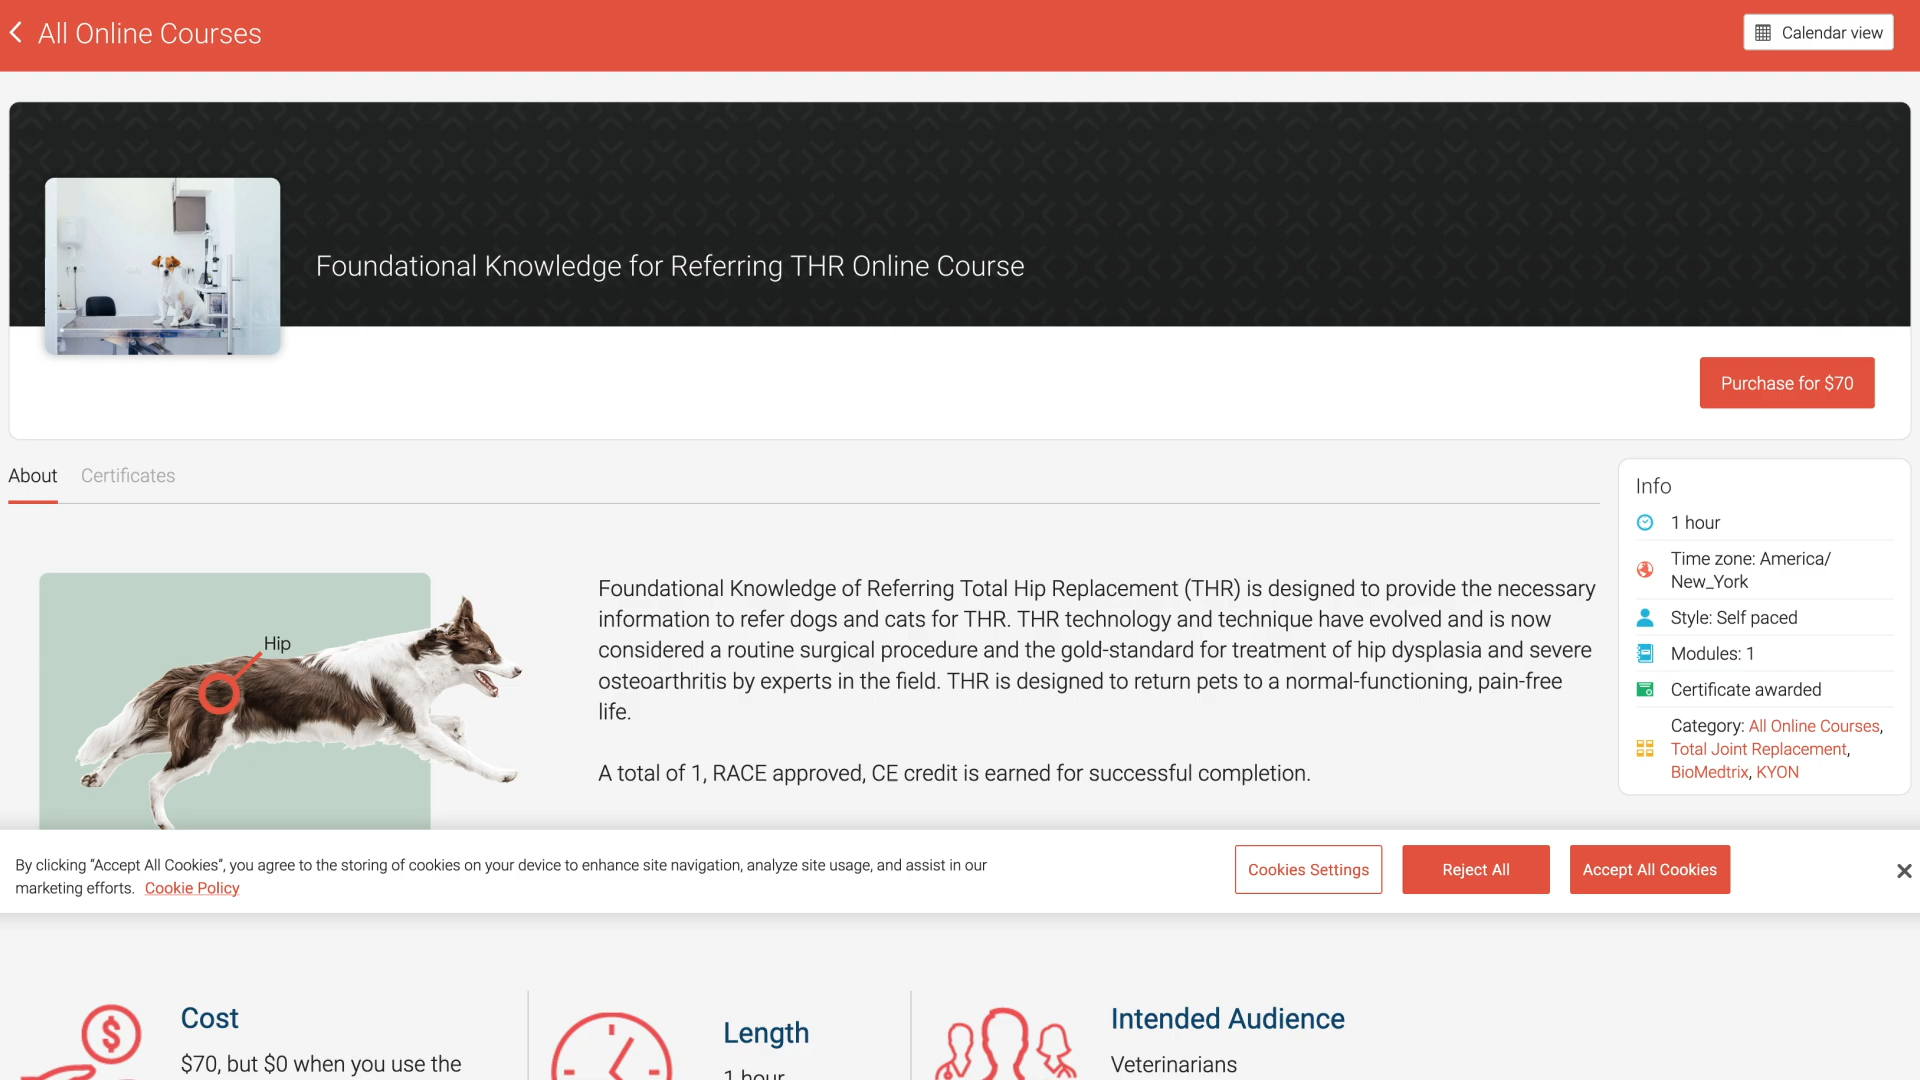 All Online Courses
Calendar view
Foundational Knowledge for Referring THR Online Course
Purchase for $70
About
Certificates
Info
1 hour
Time zone: America/
New_York
Style: Self paced
Modules: 1
Certificate awarded
Category: All Online Courses,
Total Joint Replacement,
BioMedtrix, KYON
Hip
Foundational Knowledge of Referring Total Hip Replacement (THR) is designed to provide the necessary
information to refer dogs and cats for THR. THR technology and technique have evolved and is now
considered a routine surgical procedure and the gold-standard for treatment of hip dysplasia and severe
osteoarthritis by experts in the field. THR is designed to return pets to a normal-functioning, pain-free
life.
A total of 1, RACE approved, CE credit is earned for successful completion.
By clicking “Accept All Cookies”, you agree to the storing of cookies on your device to enhance site navigation, analyze site usage, and assist in our
marketing efforts. Cookie Policy
Cookies Settings
Reject All
Accept All Cookies
Cost
$70, but $0 when you use the
Length
1 hour
Intended Audience
Veterinarians